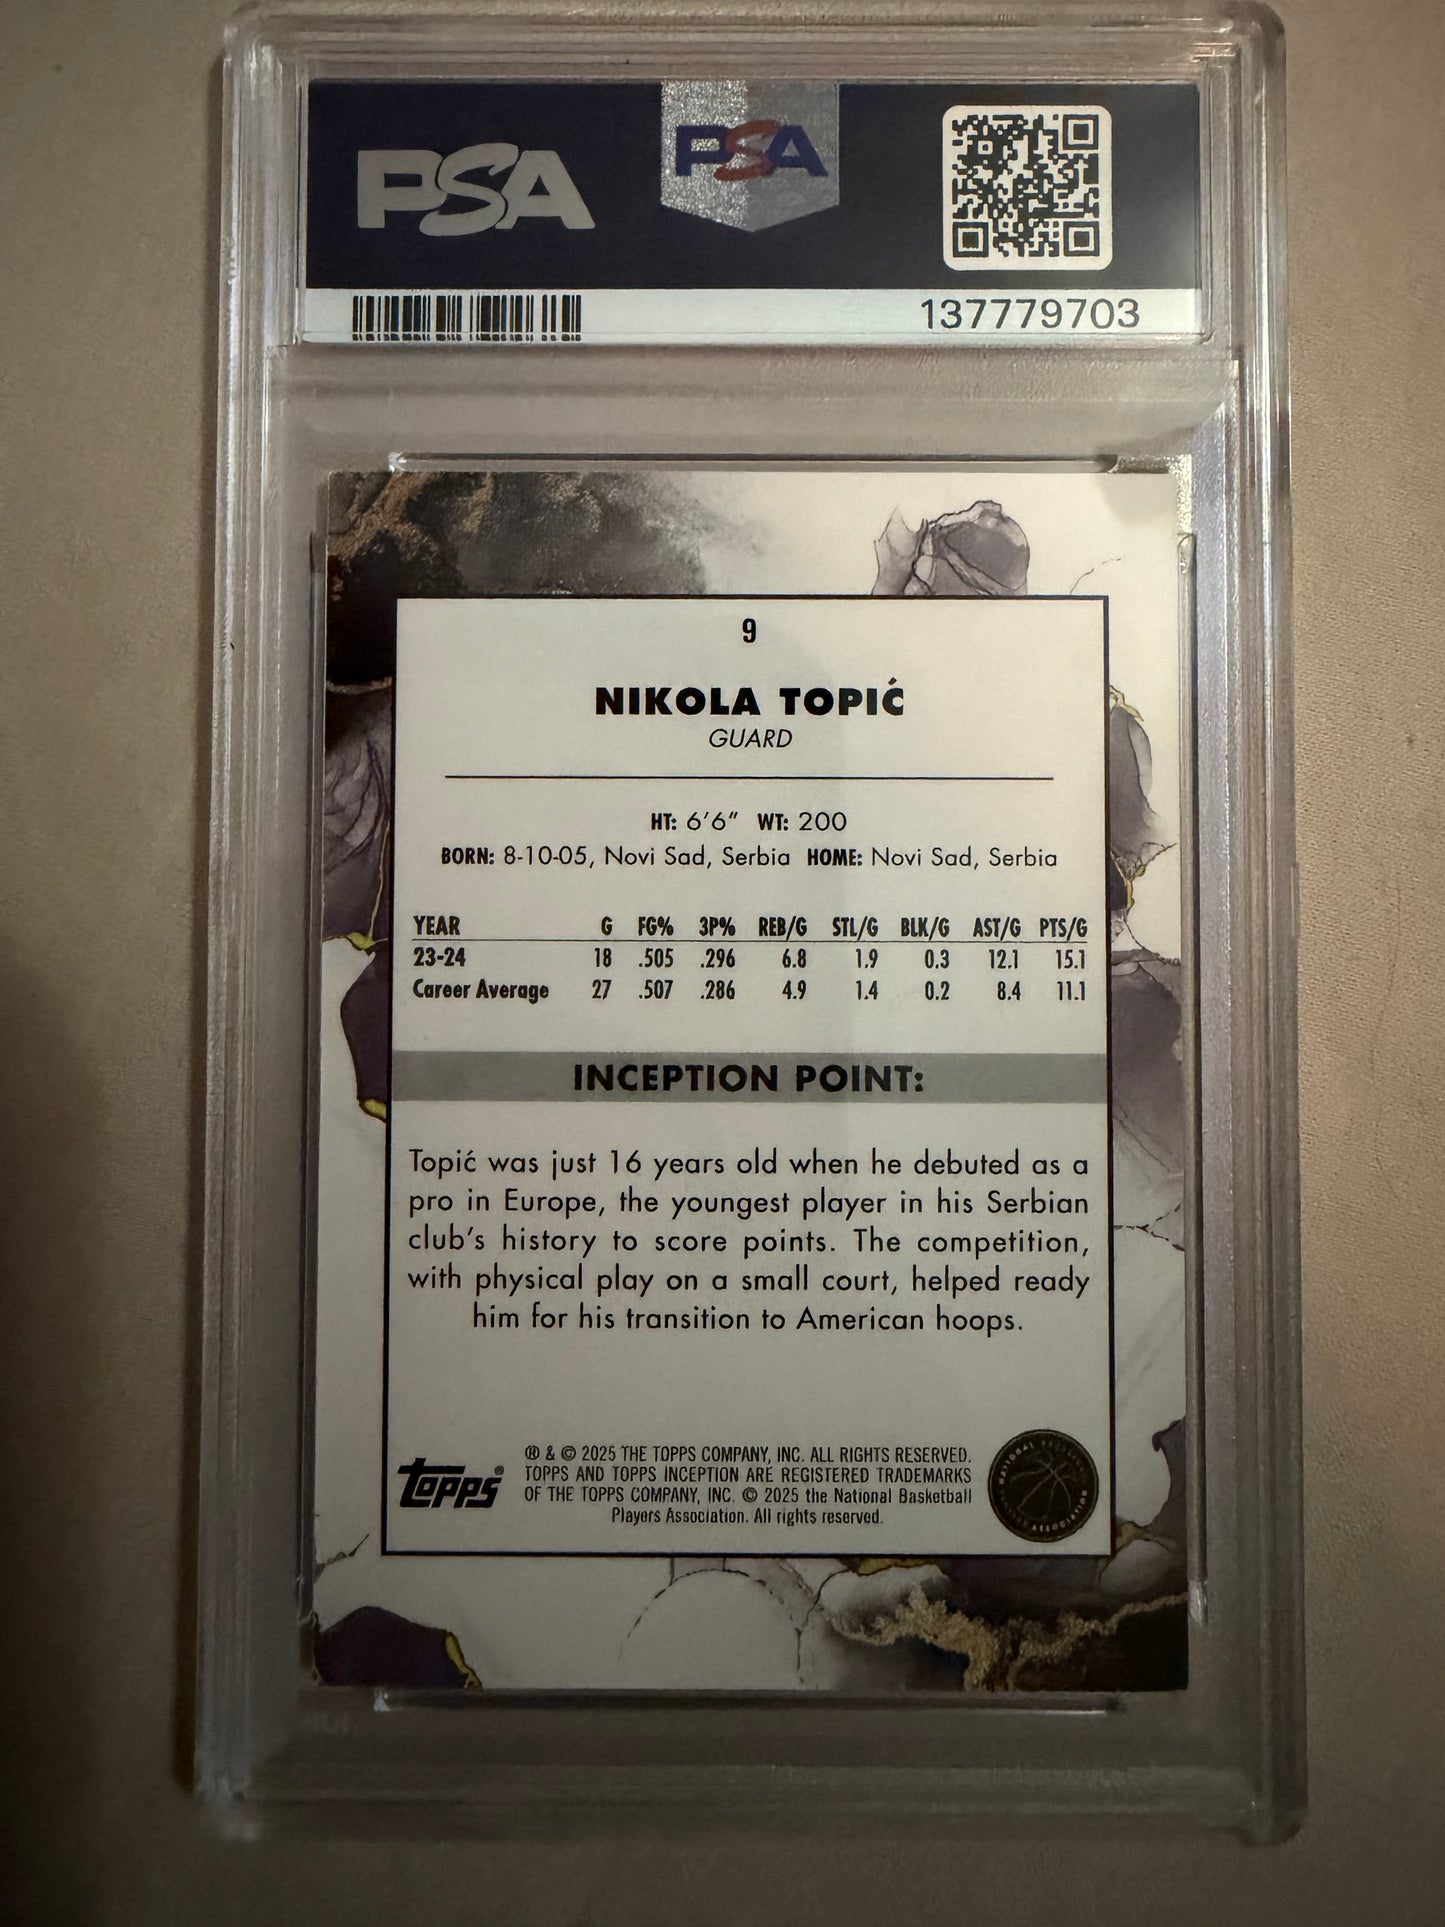 PSA PSA
137779703
9
NIKOLA TOPIĆ
GUARD
HT: 6'6" WT: 200
BORN: 8-10-05, Novi Sad, Serbia HOME: Novi Sad, Serbia
YEAR G FG% 3P% REB/G STL/G BLK/G AST/G PTS/G
23-24 18 .505 .296 6.8 1.9 0.3 12.1 15.1
Career Average 27 .507 .286 4.9 1.4 0.2 8.4 11.1
INCEPTION POINT:
Topić was just 16 years old when he debuted as a
pro in Europe, the youngest player in his Serbian
club's history to score points. The competition,
with physical play on a small court, helped ready
him for his transition to American hoops.
topps®
® & © 2025 THE TOPPS COMPANY, INC. ALL RIGHTS RESERVED.
TOPPS AND TOPPS INCEPTION ARE REGISTERED TRADEMARKS
OF THE TOPPS COMPANY, INC. © 2025 the National Basketball
Players Association. All rights reserved.
NATIONAL BASKETBALL
PLAYERS ASSOCIATION